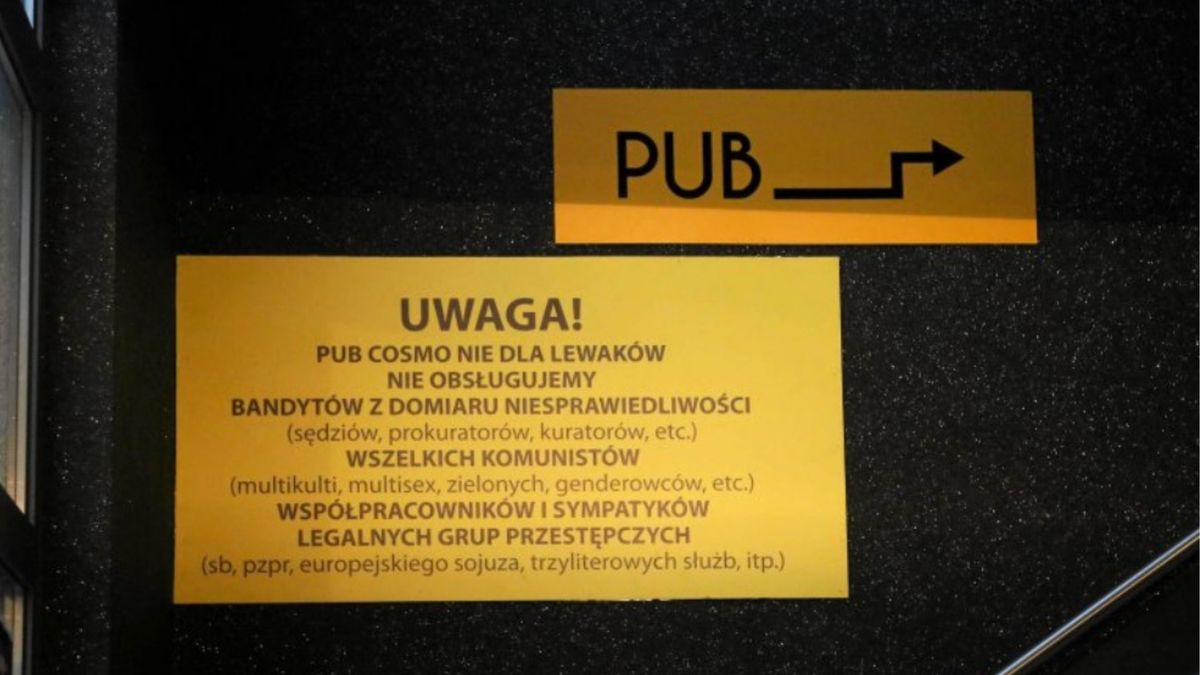 PUB
UWAGA!
PUB COSMO NIE DLA LEWAKÓW
NIE OBSŁUGUJEMY
BANDYTÓW Z DOMIARU NIESPRAWIEDLIWOŚCI
(sędziów, prokuratorów, kuratorów, etc.)
WSZELKICH KOMUNISTÓW
(multikulti, multisex, zielonych, genderowców, etc.)
WSPÓŁPRACOWNIKÓW I SYMPATYKÓW
LEGALNYCH GRUP PRZESTĘPCZYCH
(sb, pzpr, europejskiego sojuza, trzyliterowych służb, itp.)